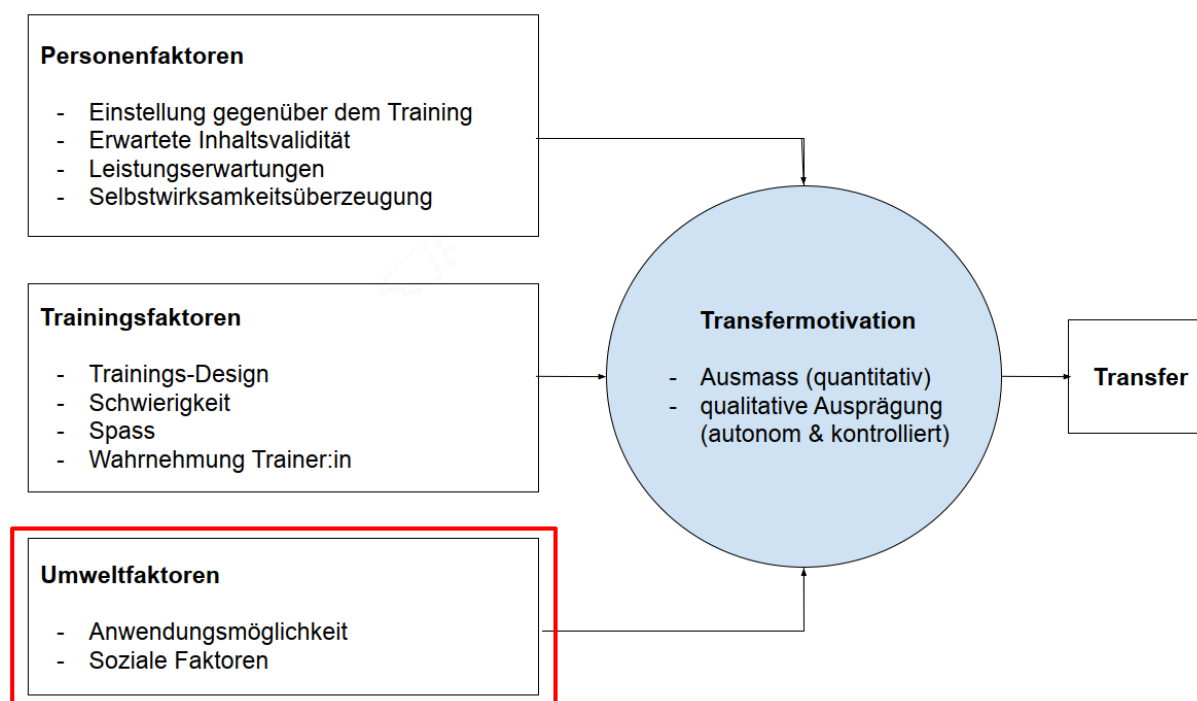 Personenfaktoren
- Einstellung gegenüber dem Training
- Erwartete Inhaltsvalidität
- Leistungserwartungen
- Selbstwirksamkeitsüberzeugung
Trainingsfaktoren
- Trainings-Design
- Schwierigkeit
- Spass
- Wahrnehmung Trainer:in
Umweltfaktoren
- Anwendungsmöglichkeit
- Soziale Faktoren
Transfermotivation
- Ausmass (quantitativ)
- qualitative Ausprägung
(autonom & kontrolliert)
Transfer